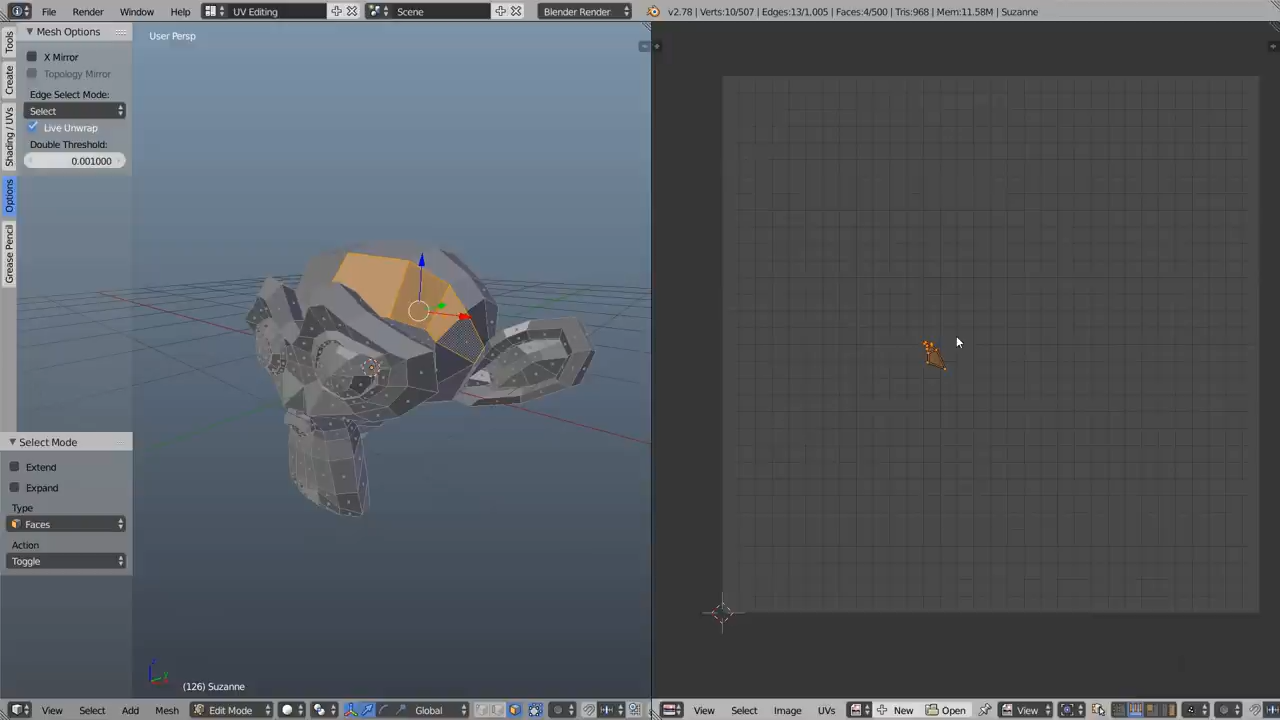 File Render Window Help UV Editing Scene Blender Render v2.78 | Verts:10/507 | Edges:13/1,005 | Faces:4/500 | Tris:968 | Mem:11.58M | Suzanne
Tools
Create
Shading / UVs
Options
Grease Pencil
Mesh Options
X Mirror
Topology Mirror
Edge Select Mode:
Select
Live Unwrap
Double Threshold:
0.001000
Select Mode
Extend
Expand
Type
Faces
Action
Toggle
User Persp
(126) Suzanne
View Select Add Mesh Edit Mode Global
View Select Image UVs New Open View